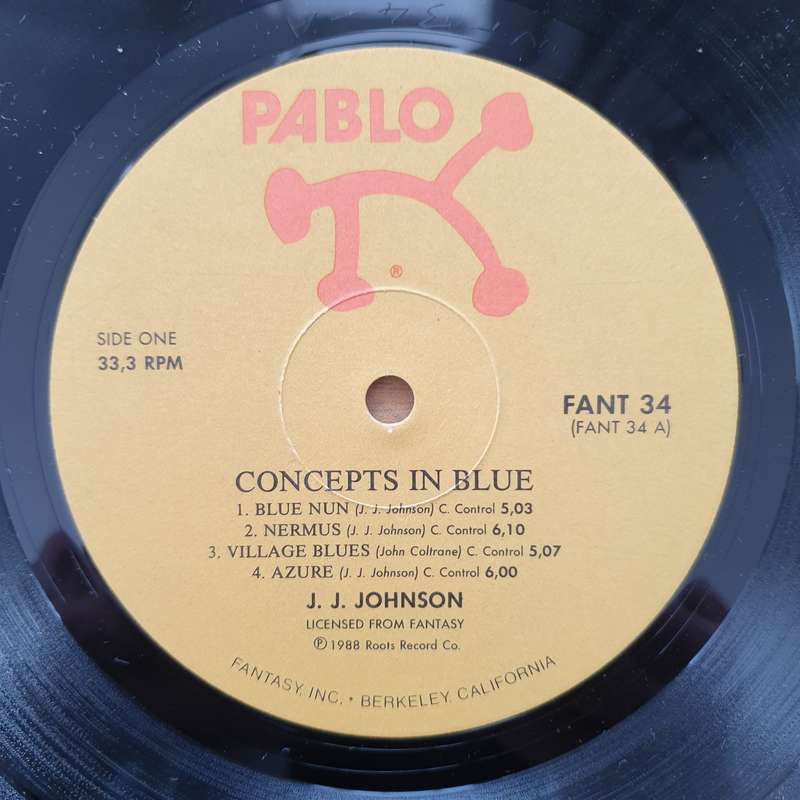 PABLO
®
SIDE ONE
33,3 RPM
FANT 34
(FANT 34 A)
CONCEPTS IN BLUE
1. BLUE NUN (J. J. Johnson) C. Control 5,03
2. NERMUS (J. J. Johnson) C. Control 6,10
3. VILLAGE BLUES (John Coltrane) C. Control 5,07
4. AZURE (J. J. Johnson) C. Control 6,00
J. J. JOHNSON
LICENSED FROM FANTASY
℗ 1988 Roots Record Co.
FANTASY, INC. • BERKELEY, CALIFORNIA